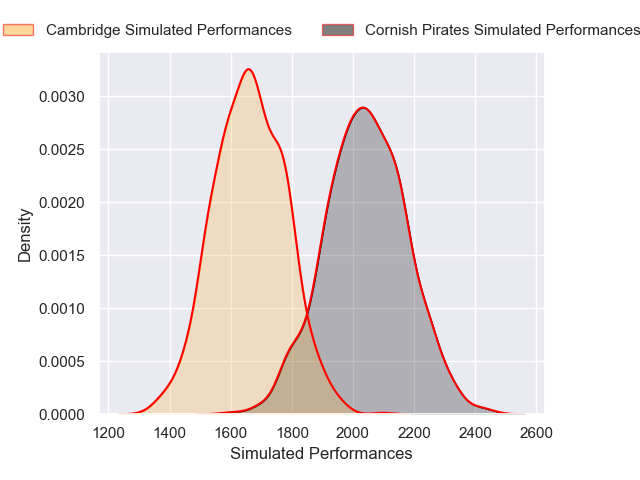 Cambridge Simulated Performances
Cornish Pirates Simulated Performances
0.0030
0.0025
0.0020
0.0015
0.0010
0.0005
0.0000
Density
1200 1400 1600 1800 2000 2200 2400 2600
Simulated Performances